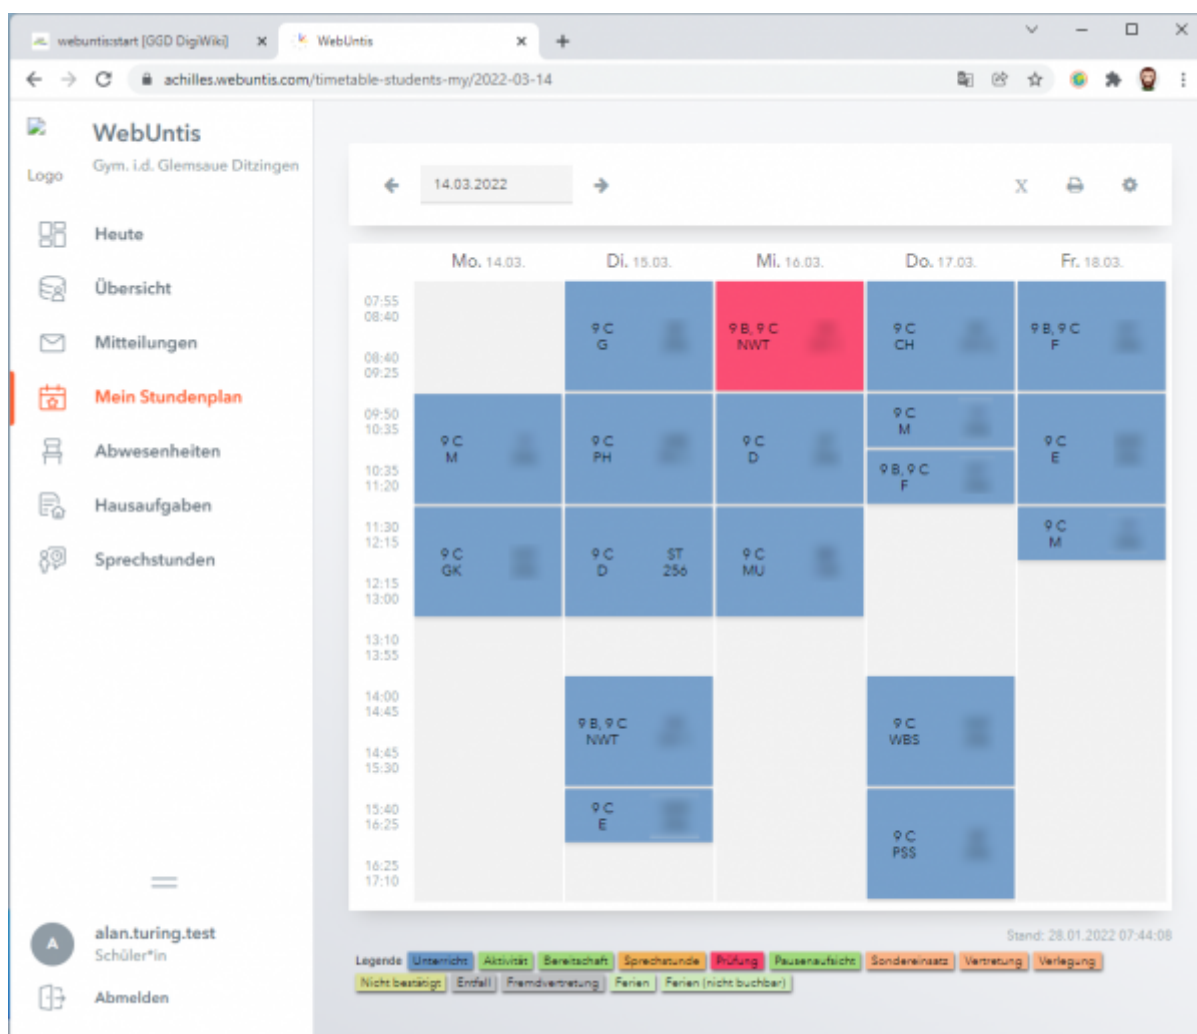 webuntis:start [GGD DigiWiki]
WebUntis
achilles.webuntis.com/timetable-students-my/2022-03-14
Logo
WebUntis
Gym. i.d. Glemsaue Ditzingen
Heute
Übersicht
Mitteilungen
Mein Stundenplan
Abwesenheiten
Hausaufgaben
Sprechstunden
A
alan.turing.test
Schüler*in
Abmelden
14.03.2022
X
Mo. 14.03. Di. 15.03. Mi. 16.03. Do. 17.03. Fr. 18.03.
07:55
08:40
9 C
G
9 B, 9 C
NWT
9 C
CH
9 B, 9 C
F
08:40
09:25
09:50
10:35
9 C
M
9 C
PH
9 C
D
9 C
M
9 C
E
10:35
11:20
9 B, 9 C
F
11:30
12:15
9 C
GK
9 C
D
ST
256
9 C
MU
9 C
M
12:15
13:00
13:10
13:55
14:00
14:45
9 B, 9 C
NWT
9 C
WBS
14:45
15:30
15:40
16:25
9 C
E
9 C
PSS
16:25
17:10
Stand: 28.01.2022 07:44:08
Legende Unterricht Aktivität Bereitschaft Sprechstunde Prüfung Pausenaufsicht Sondereinsatz Vertretung Verlegung
Nicht bestätigt Entfall Fremdvertretung Ferien Ferien (nicht buchbar)